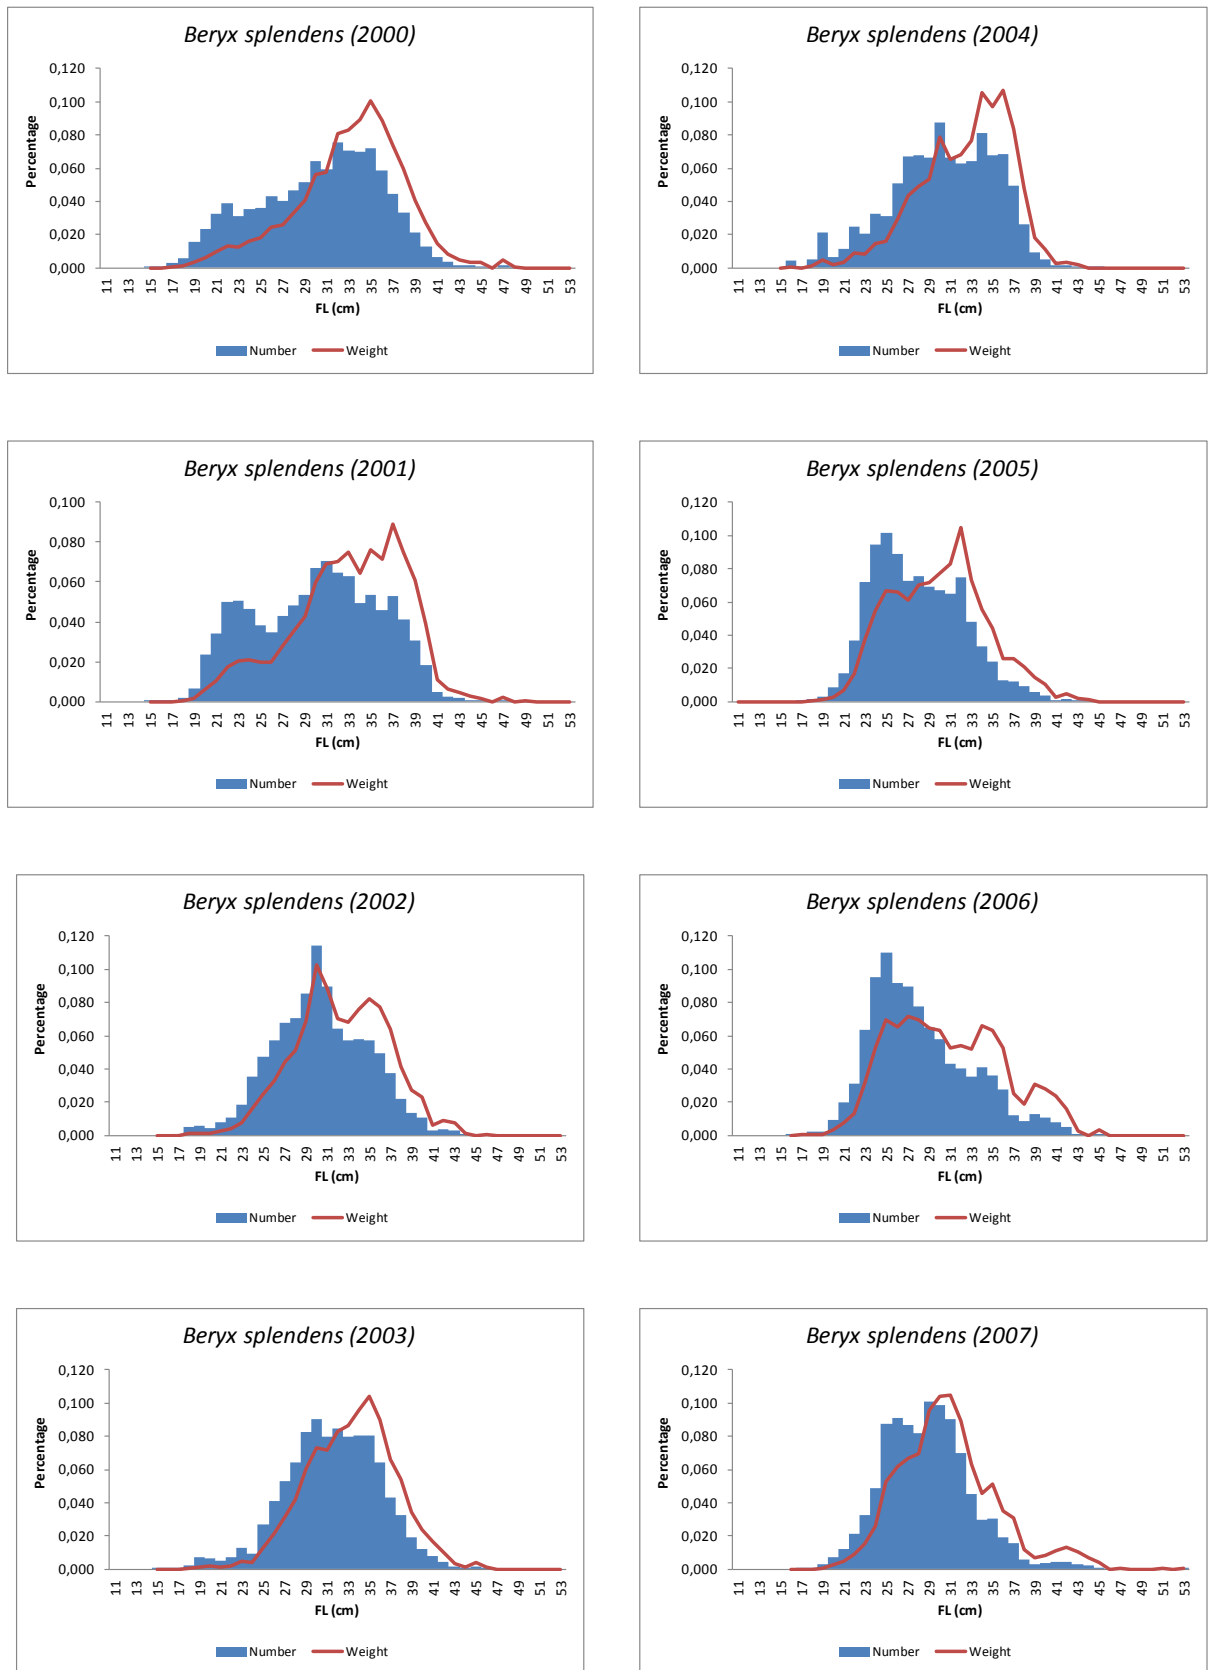 Beryx splendens (2000)
0,120
0,100
0,080
0,060
0,040
0,020
0,000
Percentage
11 13 15 17 19 21 23 25 27 29 31 33 35 37 39 41 43 45 47 49 51 53
FL (cm)
Number Weight
Beryx splendens (2004)
0,120
0,100
0,080
0,060
0,040
0,020
0,000
Percentage
11 13 15 17 19 21 23 25 27 29 31 33 35 37 39 41 43 45 47 49 51 53
FL (cm)
Number Weight
Beryx splendens (2001)
0,100
0,080
0,060
0,040
0,020
0,000
Percentage
11 13 15 17 19 21 23 25 27 29 31 33 35 37 39 41 43 45 47 49 51 53
FL (cm)
Number Weight
Beryx splendens (2005)
0,120
0,100
0,080
0,060
0,040
0,020
0,000
Percentage
11 13 15 17 19 21 23 25 27 29 31 33 35 37 39 41 43 45 47 49 51 53
FL (cm)
Number Weight
Beryx splendens (2002)
0,120
0,100
0,080
0,060
0,040
0,020
0,000
Percentage
11 13 15 17 19 21 23 25 27 29 31 33 35 37 39 41 43 45 47 49 51 53
FL (cm)
Number Weight
Beryx splendens (2006)
0,120
0,100
0,080
0,060
0,040
0,020
0,000
Percentage
11 13 15 17 19 21 23 25 27 29 31 33 35 37 39 41 43 45 47 49 51 53
FL (cm)
Number Weight
Beryx splendens (2003)
0,120
0,100
0,080
0,060
0,040
0,020
0,000
Percentage
11 13 15 17 19 21 23 25 27 29 31 33 35 37 39 41 43 45 47 49 51 53
FL (cm)
Number Weight
Beryx splendens (2007)
0,120
0,100
0,080
0,060
0,040
0,020
0,000
Percentage
11 13 15 17 19 21 23 25 27 29 31 33 35 37 39 41 43 45 47 49 51 53
FL (cm)
Number Weight